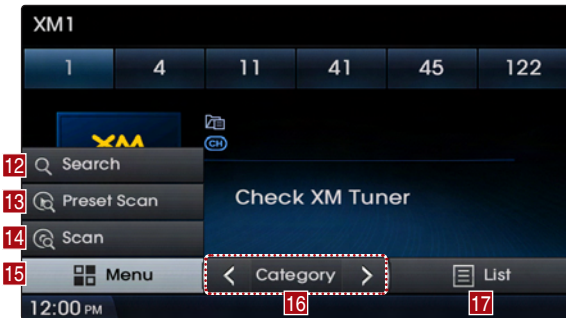 XM1
1 4 11 41 45 122
XM
CH
12 Search
13 Preset Scan
Check XM Tuner
14 Scan
15 Menu < Category > List
16 17
12:00 PM